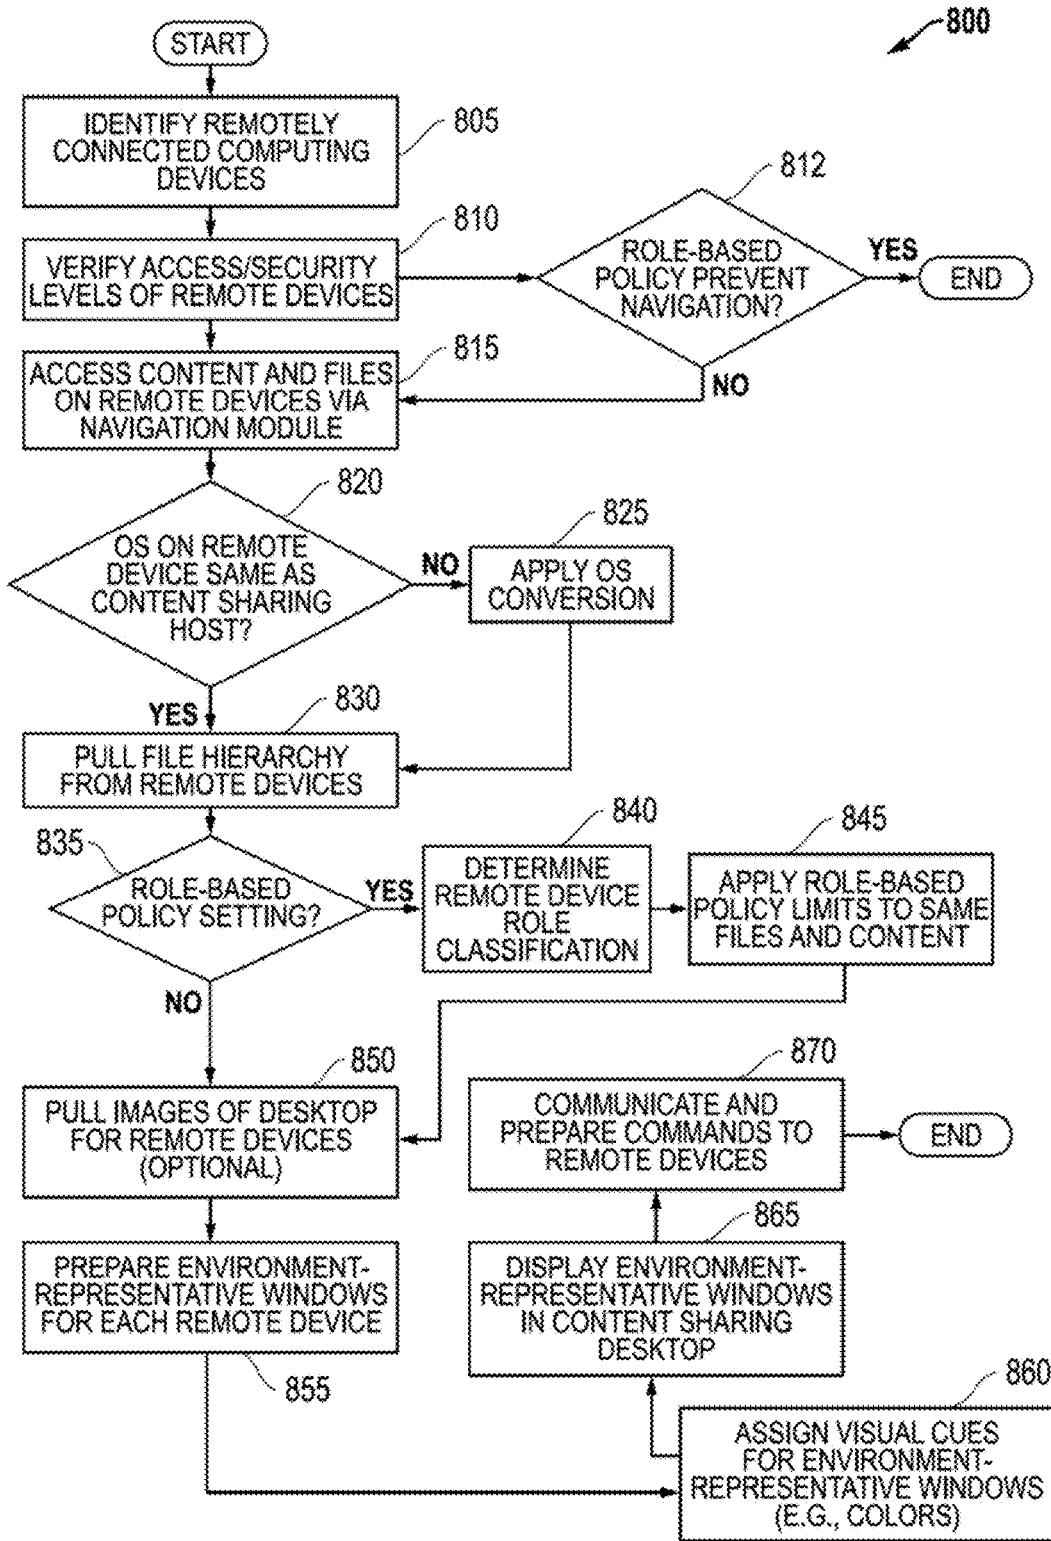 800
START
IDENTIFY REMOTELY
CONNECTED COMPUTING
DEVICES
805
VERIFY ACCESS/SECURITY
LEVELS OF REMOTE DEVICES
810
ROLE-BASED
POLICY PREVENT
NAVIGATION?
812
YES
END
NO
ACCESS CONTENT AND FILES
ON REMOTE DEVICES VIA
NAVIGATION MODULE
815
OS ON REMOTE
DEVICE SAME AS
CONTENT SHARING
HOST?
820
NO
APPLY OS
CONVERSION
825
YES
PULL FILE HIERARCHY
FROM REMOTE DEVICES
830
835
ROLE-BASED
POLICY SETTING?
YES
DETERMINE
REMOTE DEVICE
ROLE
CLASSIFICATION
840
APPLY ROLE-BASED
POLICY LIMITS TO SAME
FILES AND CONTENT
845
NO
PULL IMAGES OF DESKTOP
FOR REMOTE DEVICES
(OPTIONAL)
850
PREPARE ENVIRONMENT-
REPRESENTATIVE WINDOWS
FOR EACH REMOTE DEVICE
855
ASSIGN VISUAL CUES
FOR ENVIRONMENT-
REPRESENTATIVE WINDOWS
(E.G., COLORS)
860
DISPLAY ENVIRONMENT-
REPRESENTATIVE WINDOWS
IN CONTENT SHARING
DESKTOP
865
COMMUNICATE AND
PREPARE COMMANDS TO
REMOTE DEVICES
870
END